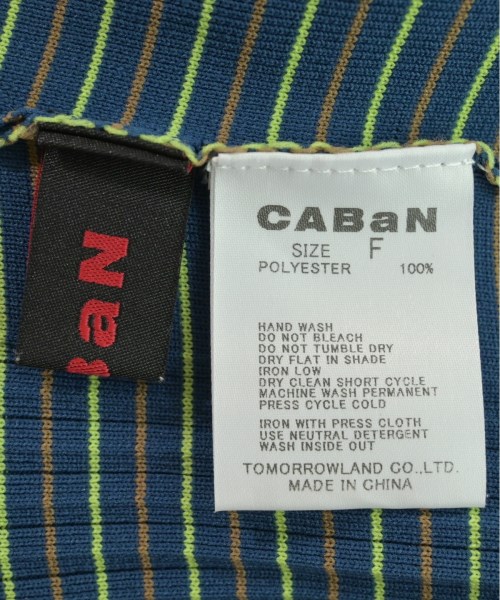 BaN
CABaN
SIZE F
POLYESTER 100%
HAND WASH
DO NOT BLEACH
DO NOT TUMBLE DRY
DRY FLAT IN SHADE
IRON LOW
DRY CLEAN SHORT CYCLE
MACHINE WASH PERMANENT
PRESS CYCLE COLD
IRON WITH PRESS CLOTH
USE NEUTRAL DETERGENT
WASH INSIDE OUT
TOMORROWLAND CO.,LTD.
MADE IN CHINA